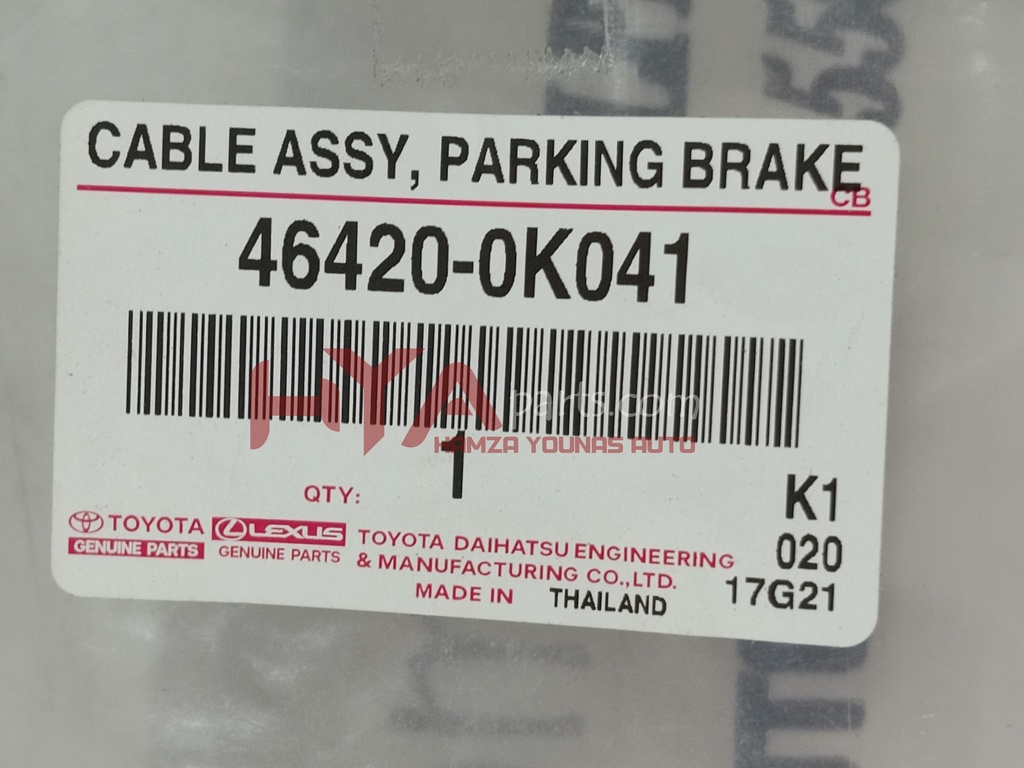 CABLE ASSY, PARKING BRAKE
CB
46420-0K041
HYA parts.com
HAMZA YOUNAS AUTO
QTY: 1
K1
020
17G21
TOYOTA
GENUINE PARTS
LEXUS
GENUINE PARTS
TOYOTA DAIHATSU ENGINEERING
& MANUFACTURING CO.,LTD.
MADE IN THAILAND